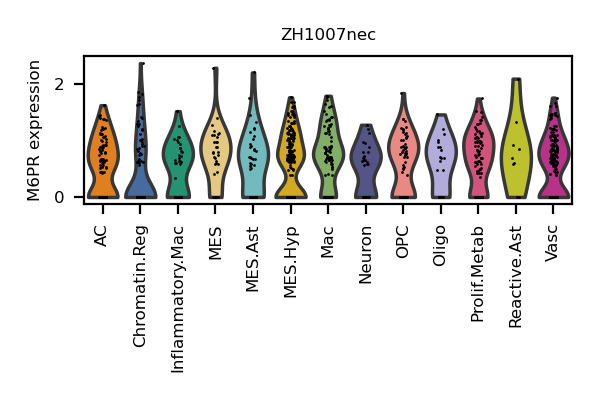 ZH1007nec
M6PR expression
2
0
AC
Chromatin.Reg
Inflammatory.Mac
MES
MES.Ast
MES.Hyp
Mac
Neuron
OPC
Oligo
Prolif.Metab
Reactive.Ast
Vasc